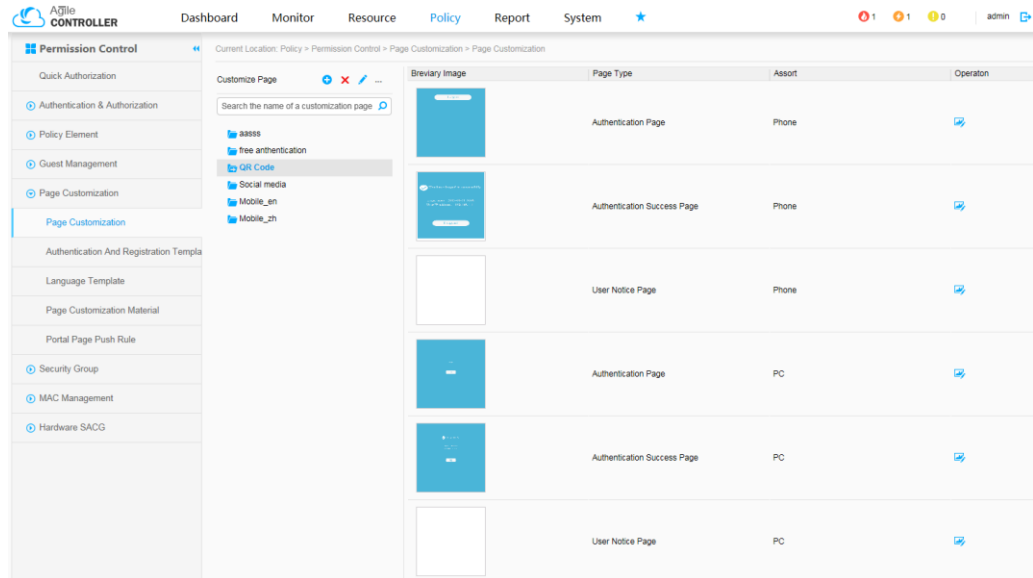 Agile
CONTROLLER
Dashboard Monitor Resource Policy Report System
1 1 0 admin
Permission Control
Current Location: Policy > Permission Control > Page Customization > Page Customization
Quick Authorization
Authentication & Authorization
Policy Element
Guest Management
Page Customization
Page Customization
Authentication And Registration Templa
Language Template
Page Customization Material
Portal Page Push Rule
Security Group
MAC Management
Hardware SACG
Customize Page ...
Search the name of a customization page
aasss
free anthentication
QR Code
Social media
Mobile_en
Mobile_zh
Breviary Image Page Type Assort Operaton
Authentication Page Phone
Authentication Success Page Phone
User Notice Page Phone
Authentication Page PC
Authentication Success Page PC
User Notice Page PC